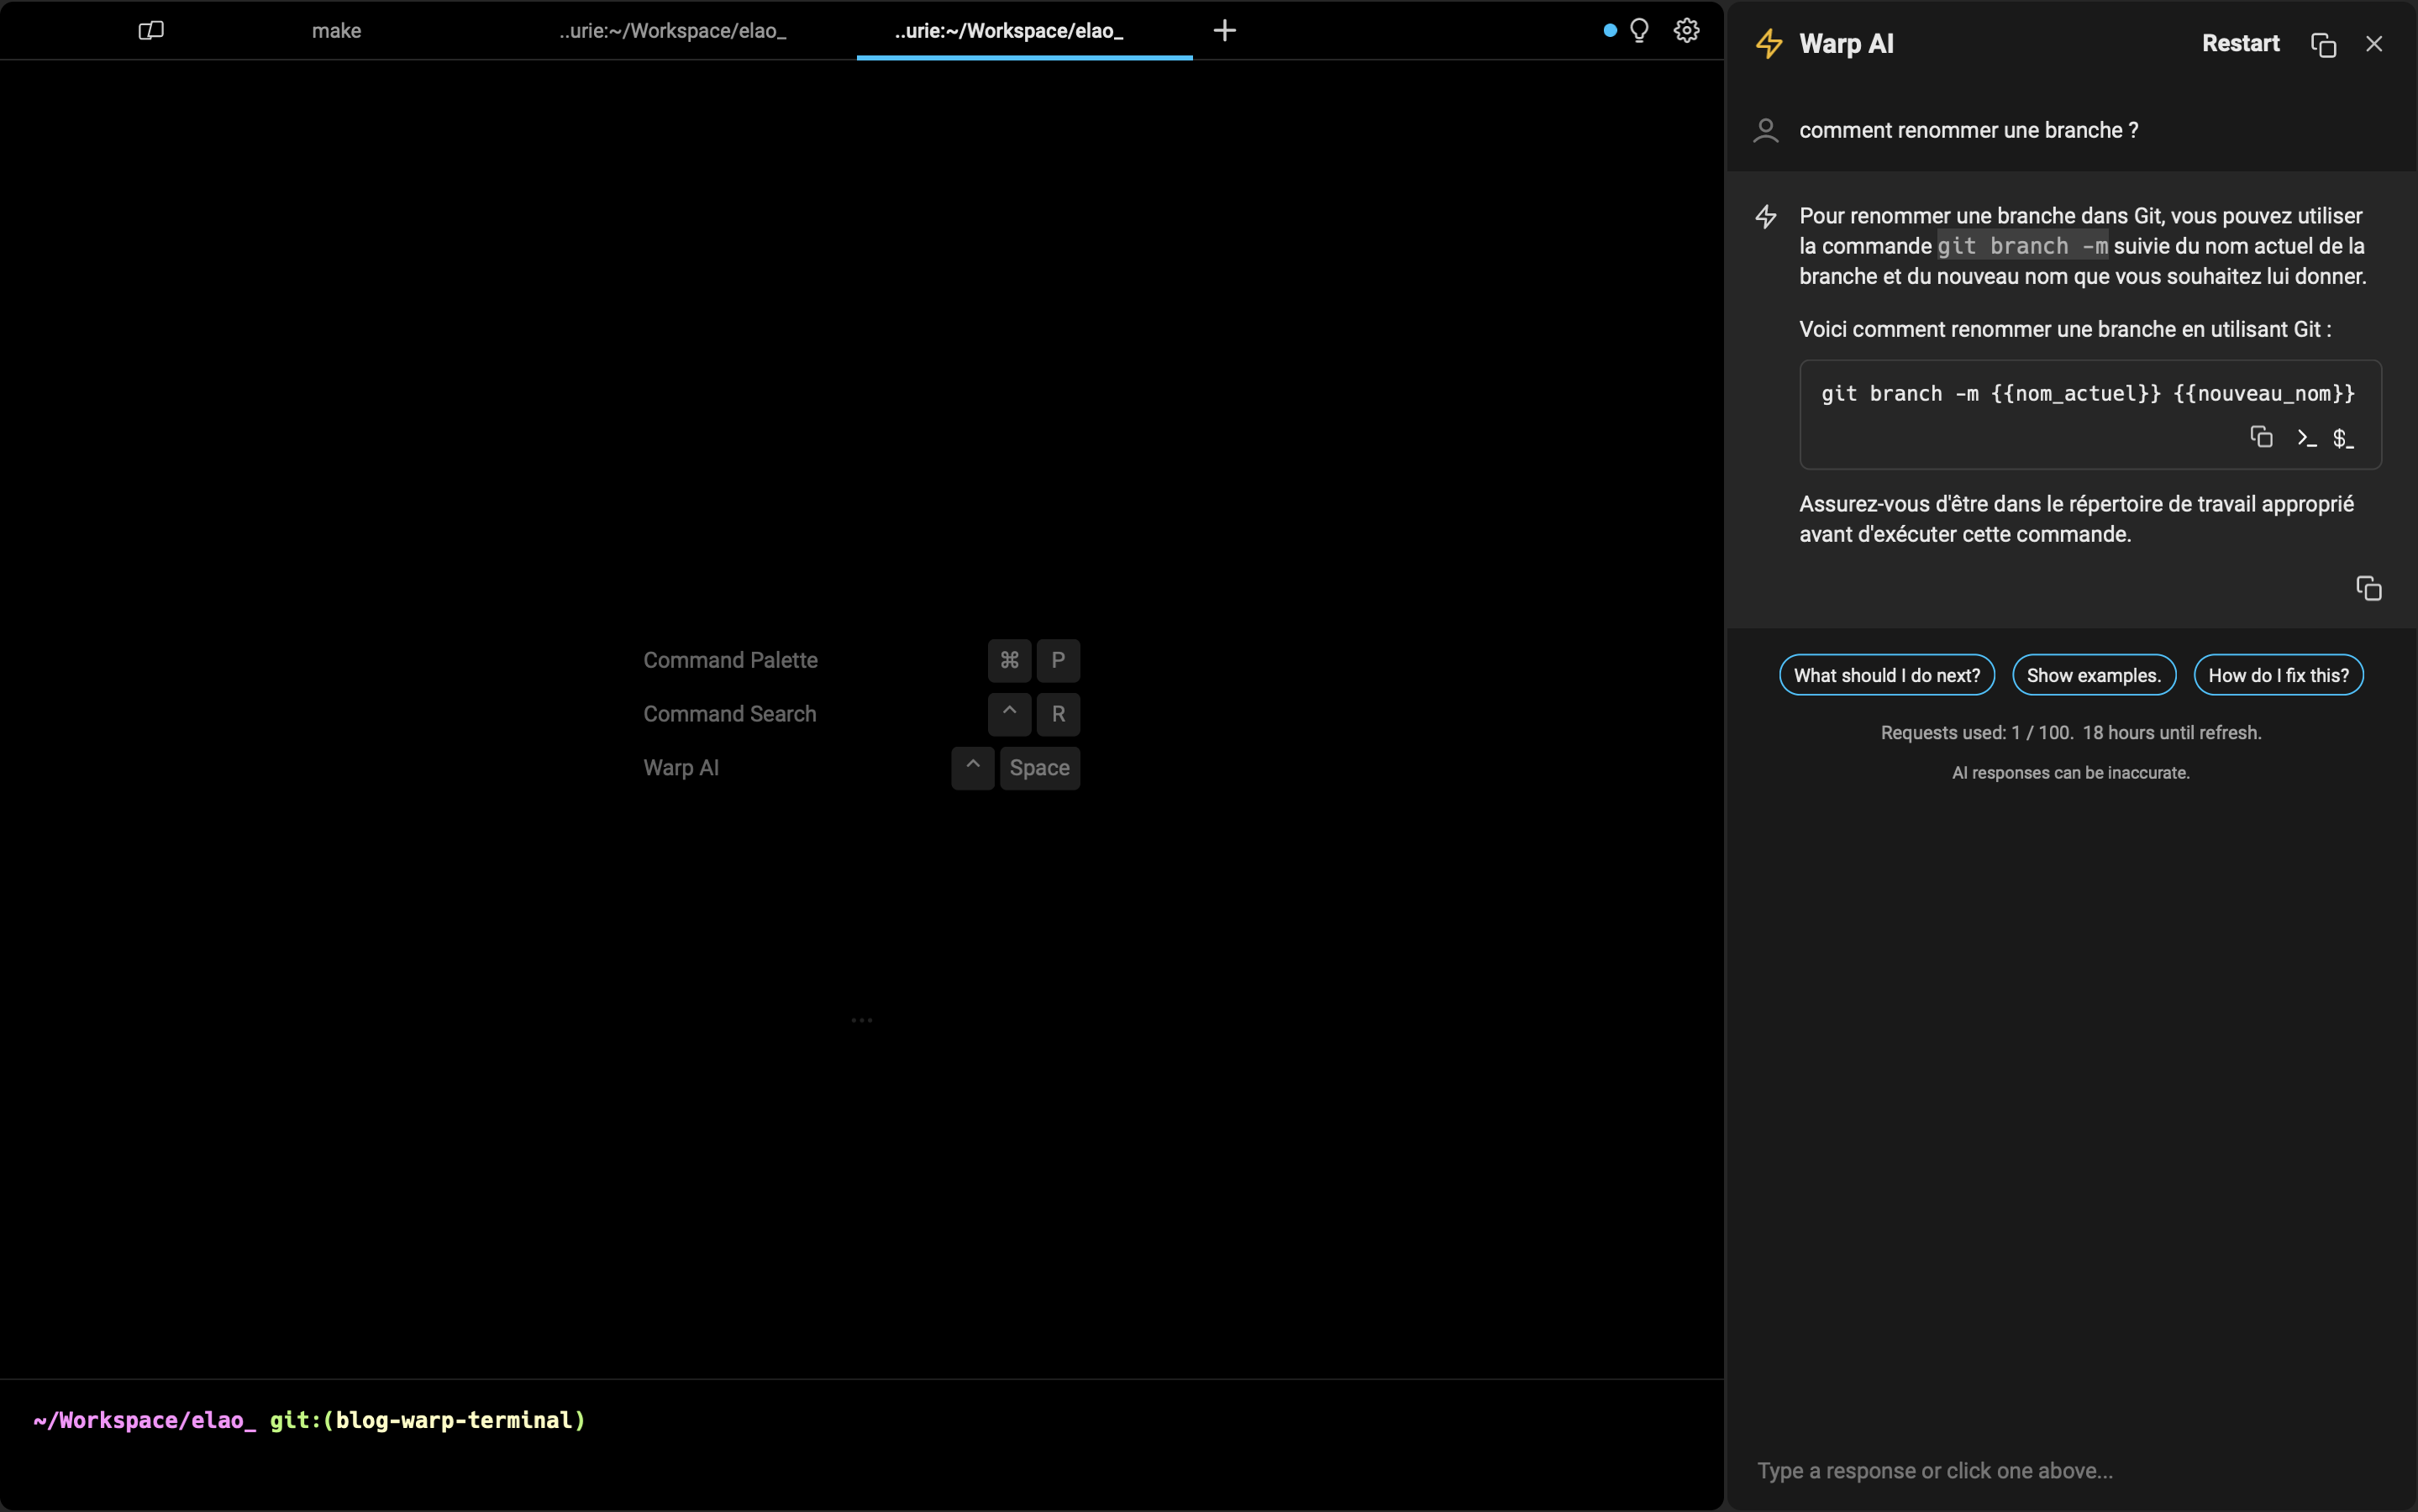 make
..urie:~/Workspace/elao_
..urie:~/Workspace/elao_
Command Palette ⌘ P
Command Search ^ R
Warp AI ^ Space
~/Workspace/elao_ git:(blog-warp-terminal)
Warp AI
Restart
comment renommer une branche ?
Pour renommer une branche dans Git, vous pouvez utiliser
la commande git branch -m suivie du nom actuel de la
branche et du nouveau nom que vous souhaitez lui donner.
Voici comment renommer une branche en utilisant Git :
git branch -m {{nom_actuel}} {{nouveau_nom}}
>_ $_
Assurez-vous d'être dans le répertoire de travail approprié
avant d'exécuter cette commande.
What should I do next?
Show examples.
How do I fix this?
Requests used: 1 / 100. 18 hours until refresh.
AI responses can be inaccurate.
Type a response or click one above...